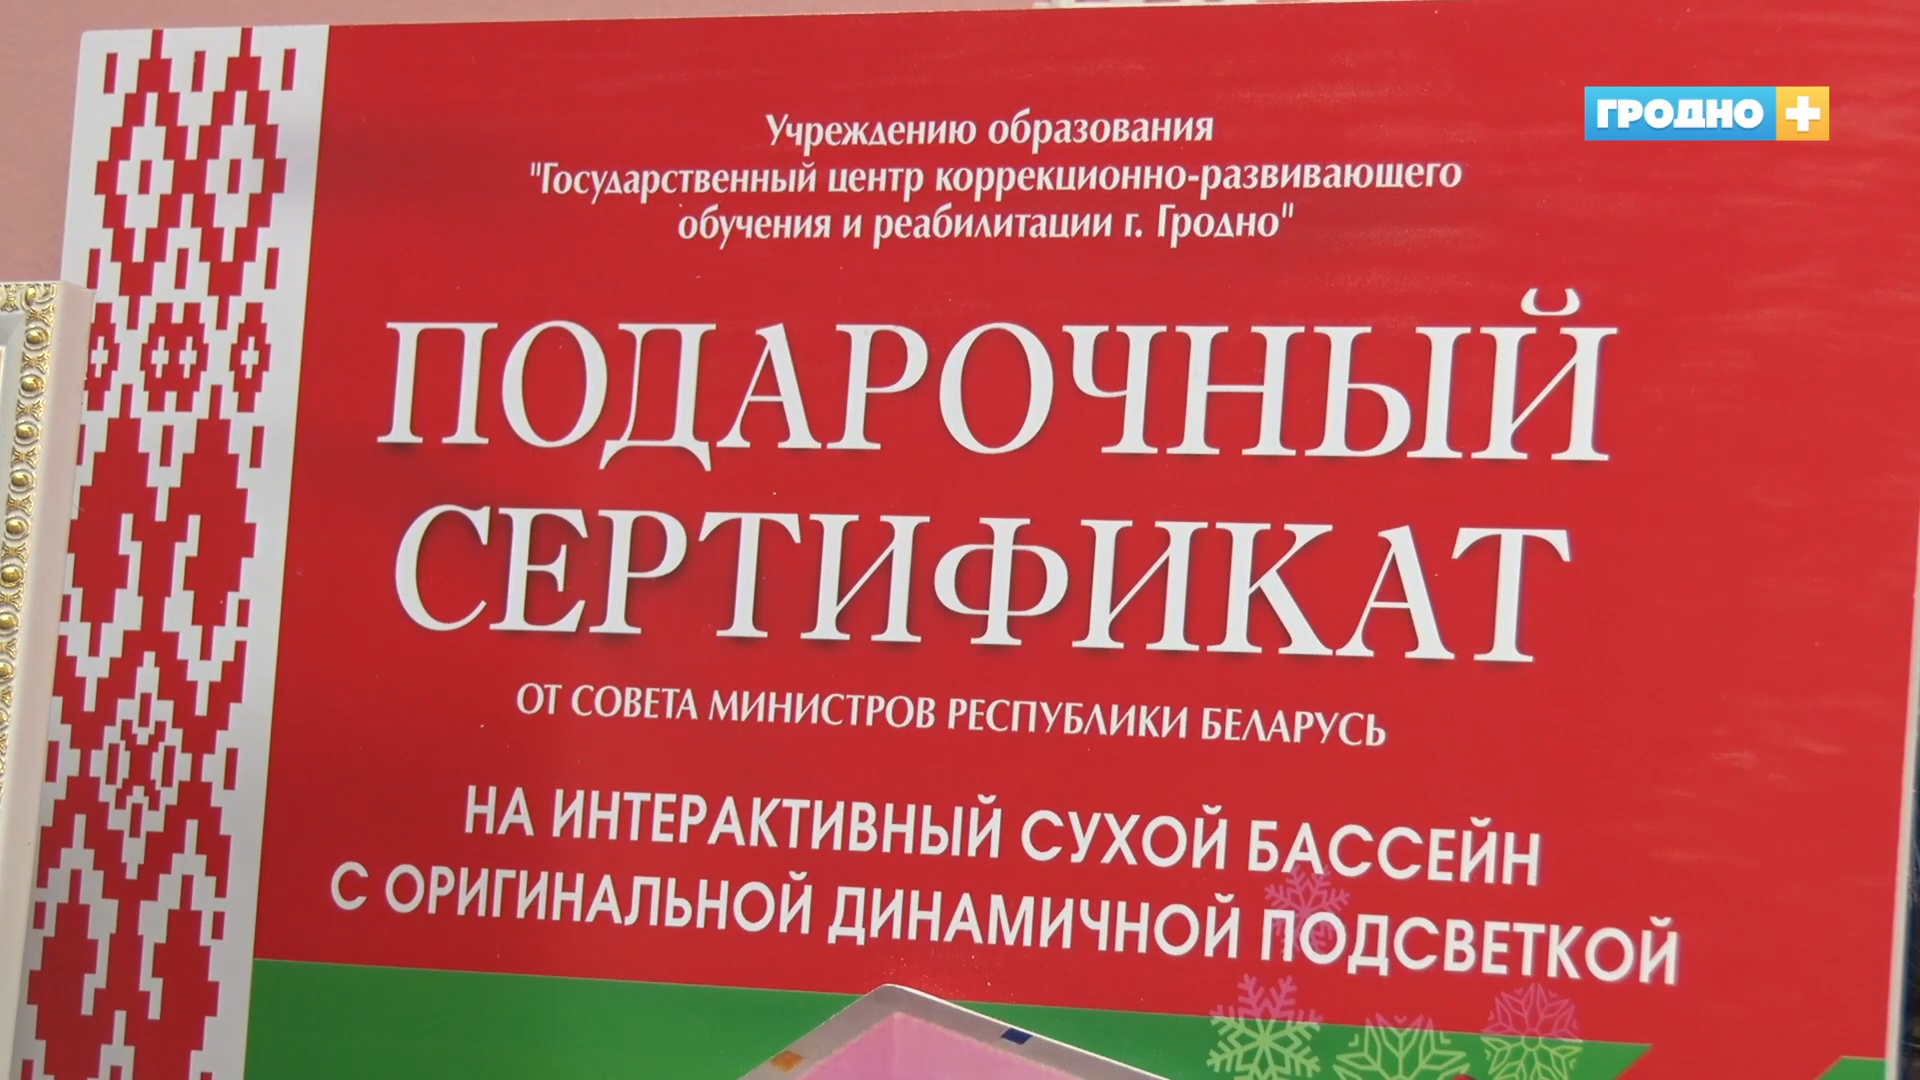 ГРОДНО +
Учреждению образования
"Государственный центр коррекционно-развивающего
обучения и реабилитации г. Гродно"
ПОДАРОЧНЫЙ
СЕРТИФИКАТ
ОТ СОВЕТА МИНИСТРОВ РЕСПУБЛИКИ БЕЛАРУСЬ
НА ИНТЕРАКТИВНЫЙ СУХОЙ БАССЕЙН
С ОРИГИНАЛЬНОЙ ДИНАМИЧНОЙ ПОДСВЕТКОЙ